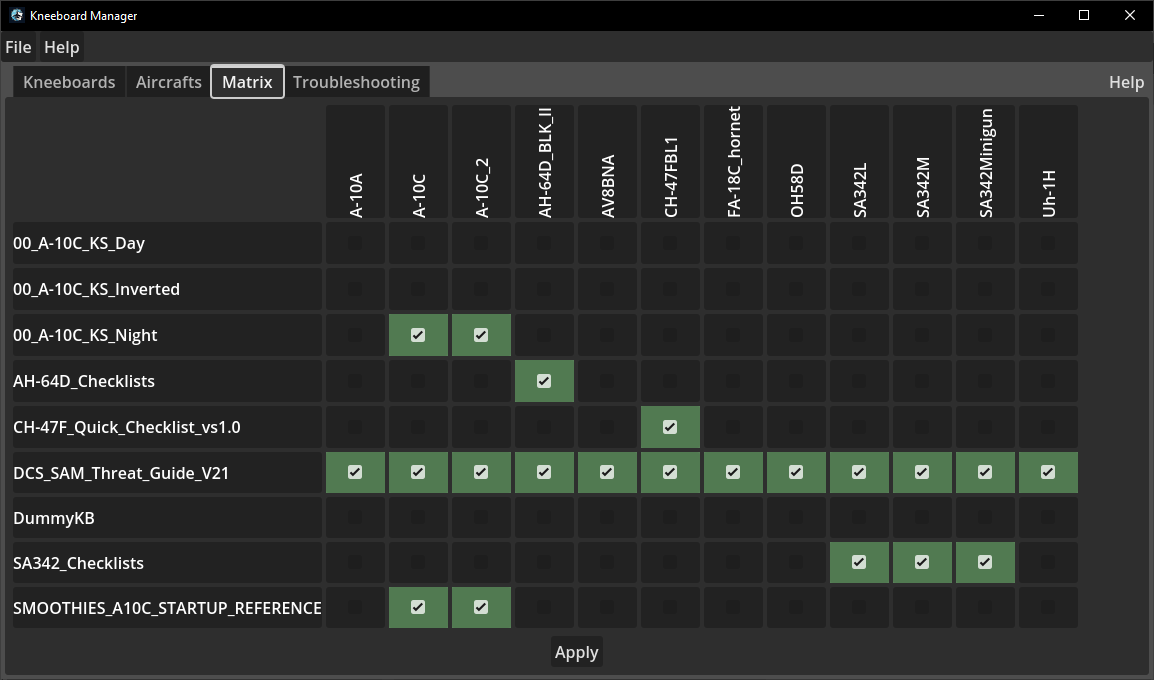 Kneeboard Manager
File Help
Kneeboards Aircrafts Matrix Troubleshooting Help
A-10A A-10C A-10C_2 AH-64D_BLK_II AV8BNA CH-47FBL1 FA-18C_hornet OH58D SA342L SA342M SA342Minigun Uh-1H
00_A-10C_KS_Day
00_A-10C_KS_Inverted
00_A-10C_KS_Night
AH-64D_Checklists
CH-47F_Quick_Checklist_vs1.0
DCS_SAM_Threat_Guide_V21
DummyKB
SA342_Checklists
SMOOTHIES_A10C_STARTUP_REFERENCE
Apply